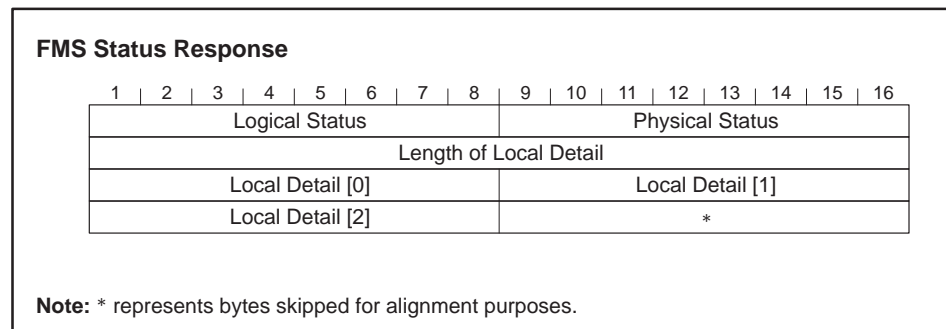 FMS Status Response
1 2 3 4 5 6 7 8 9 10 11 12 13 14 15 16
Logical Status Physical Status
Length of Local Detail
Local Detail [0] Local Detail [1]
Local Detail [2] *
Note: * represents bytes skipped for alignment purposes.